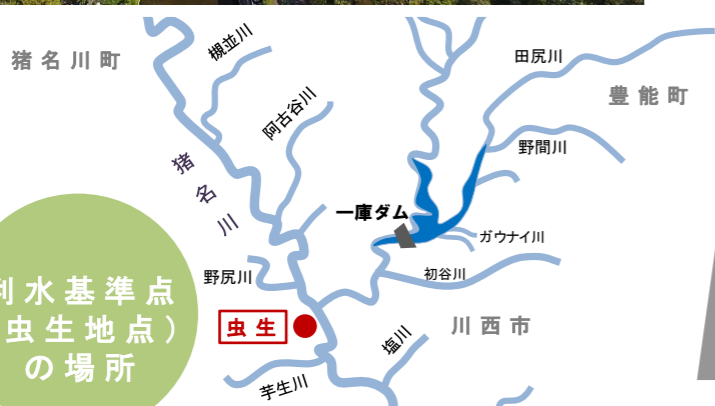 猪名川町
槻並川
田尻川
豊能町
阿古谷川
野間川
猪名川
一庫ダム
ガウナイ川
初谷川
野尻川
利水基準点
虫生地点）
の場所
虫生
川西市
塩川
芋生川